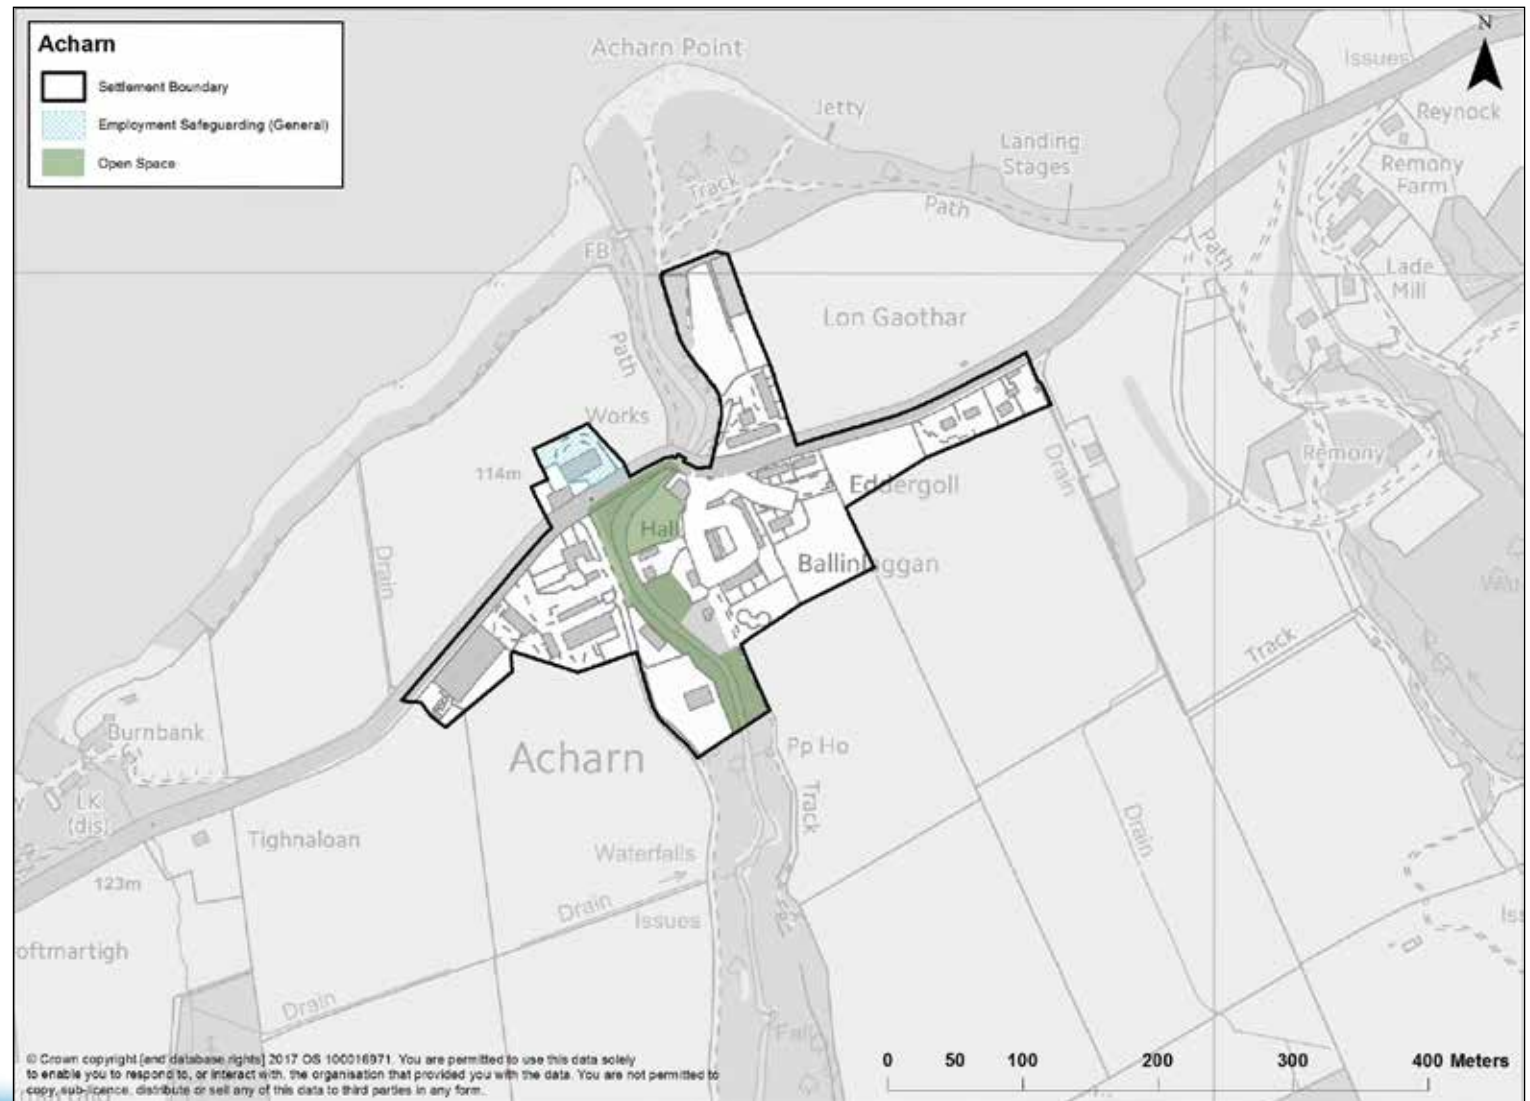 Acharn
Settlement Boundary
Employment Safeguarding (General)
Open Space
N
Acharn Point
Issues
Jetty
Reynock
Landing
Stages
Remony
Farm
Track
Path
FB
Path
Lade
Mill
Lon Gaothar
Path
Works
114m
Remony
Drain
Eddergoll
Hall
Ballinlaggan
Drain
Track
Burnbank
Acharn
Pp Ho
LK
(dis)
Track
Drain
Tighnaloan
Waterfalls
123m
Drain
Issues
oftmartigh
Drain
Fall
© Crown copyright [and database rights] 2017 OS 100016971. You are permitted to use this data solely
to enable you to respond to, or interact with, the organisation that provided you with the data. You are not permitted to
copy, sub-licence, distribute or sell any of this data to third parties in any form.
0 50 100 200 300 400 Meters